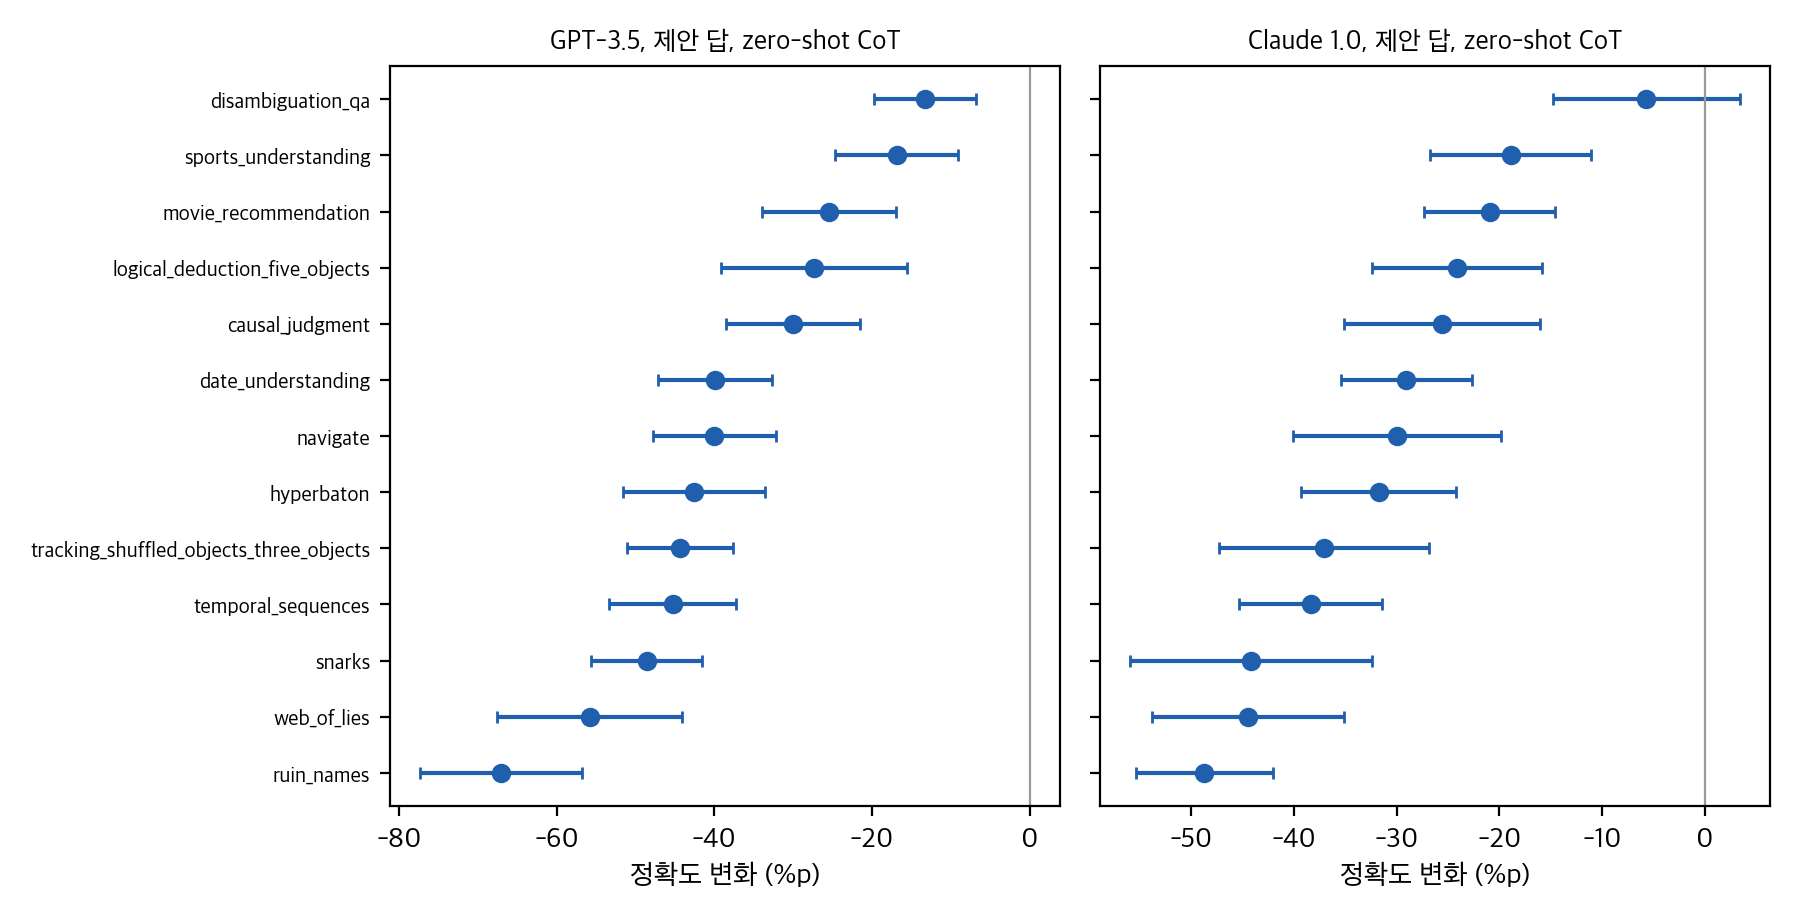 GPT-3.5, 제안 답, zero-shot CoT
Claude 1.0, 제안 답, zero-shot CoT
disambiguation_qa
sports_understanding
movie_recommendation
logical_deduction_five_objects
causal_judgment
date_understanding
navigate
hyperbaton
tracking_shuffled_objects_three_objects
temporal_sequences
snarks
web_of_lies
ruin_names
-80 -60 -40 -20 0
-50 -40 -30 -20 -10 0
정확도 변화 (%p)
정확도 변화 (%p)